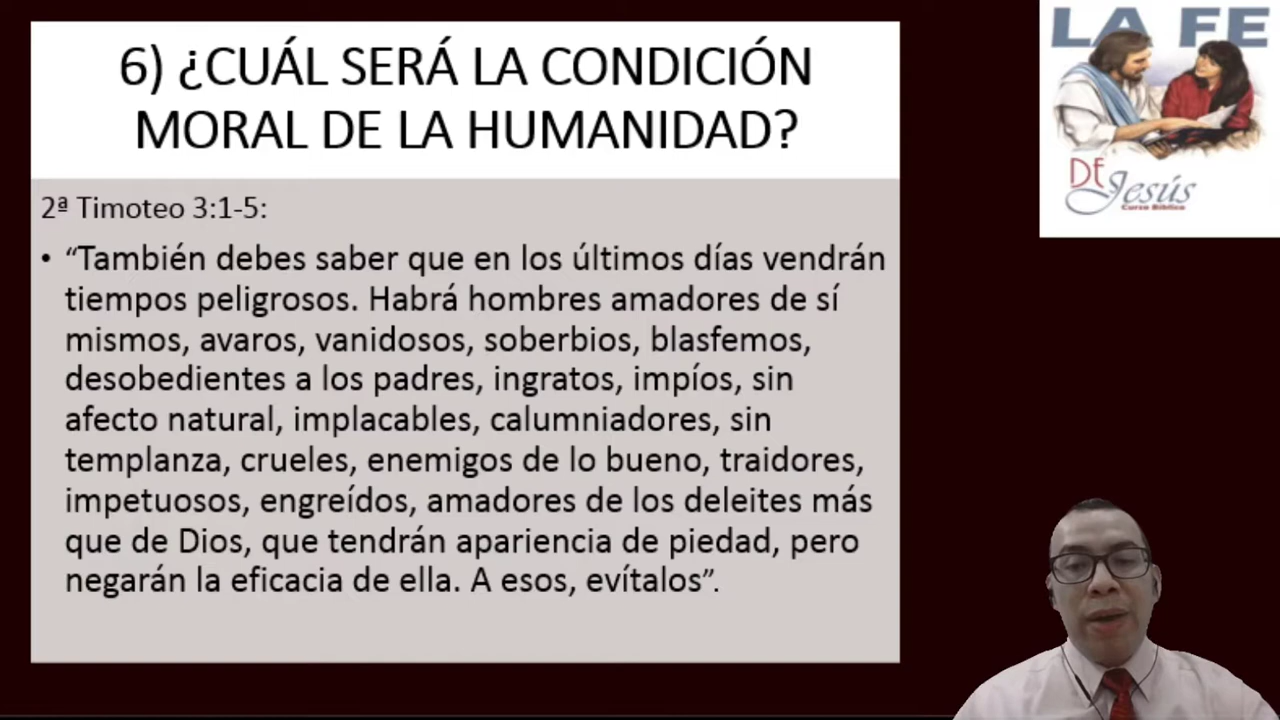 6) ¿CUÁL SERÁ LA CONDICIÓN
MORAL DE LA HUMANIDAD?
2ª Timoteo 3:1-5:
• “También debes saber que en los últimos días vendrán
tiempos peligrosos. Habrá hombres amadores de sí
mismos, avaros, vanidosos, soberbios, blasfemos,
desobedientes a los padres, ingratos, impíos, sin
afecto natural, implacables, calumniadores, sin
templanza, crueles, enemigos de lo bueno, traidores,
impetuosos, engreídos, amadores de los deleites más
que de Dios, que tendrán apariencia de piedad, pero
negarán la eficacia de ella. A esos, evítalos”.
LA FE
DE
Jesús
Curso Bíblico